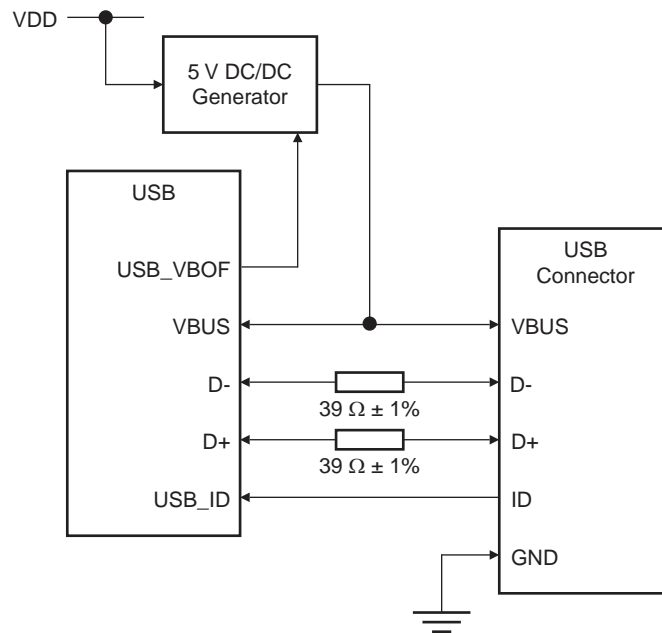 VDD
5 V DC/DC
Generator
USB
USB_VBOF
VBUS
D-
D+
USB_ID
39 Ω ± 1%
39 Ω ± 1%
USB
Connector
VBUS
D-
D+
ID
GND